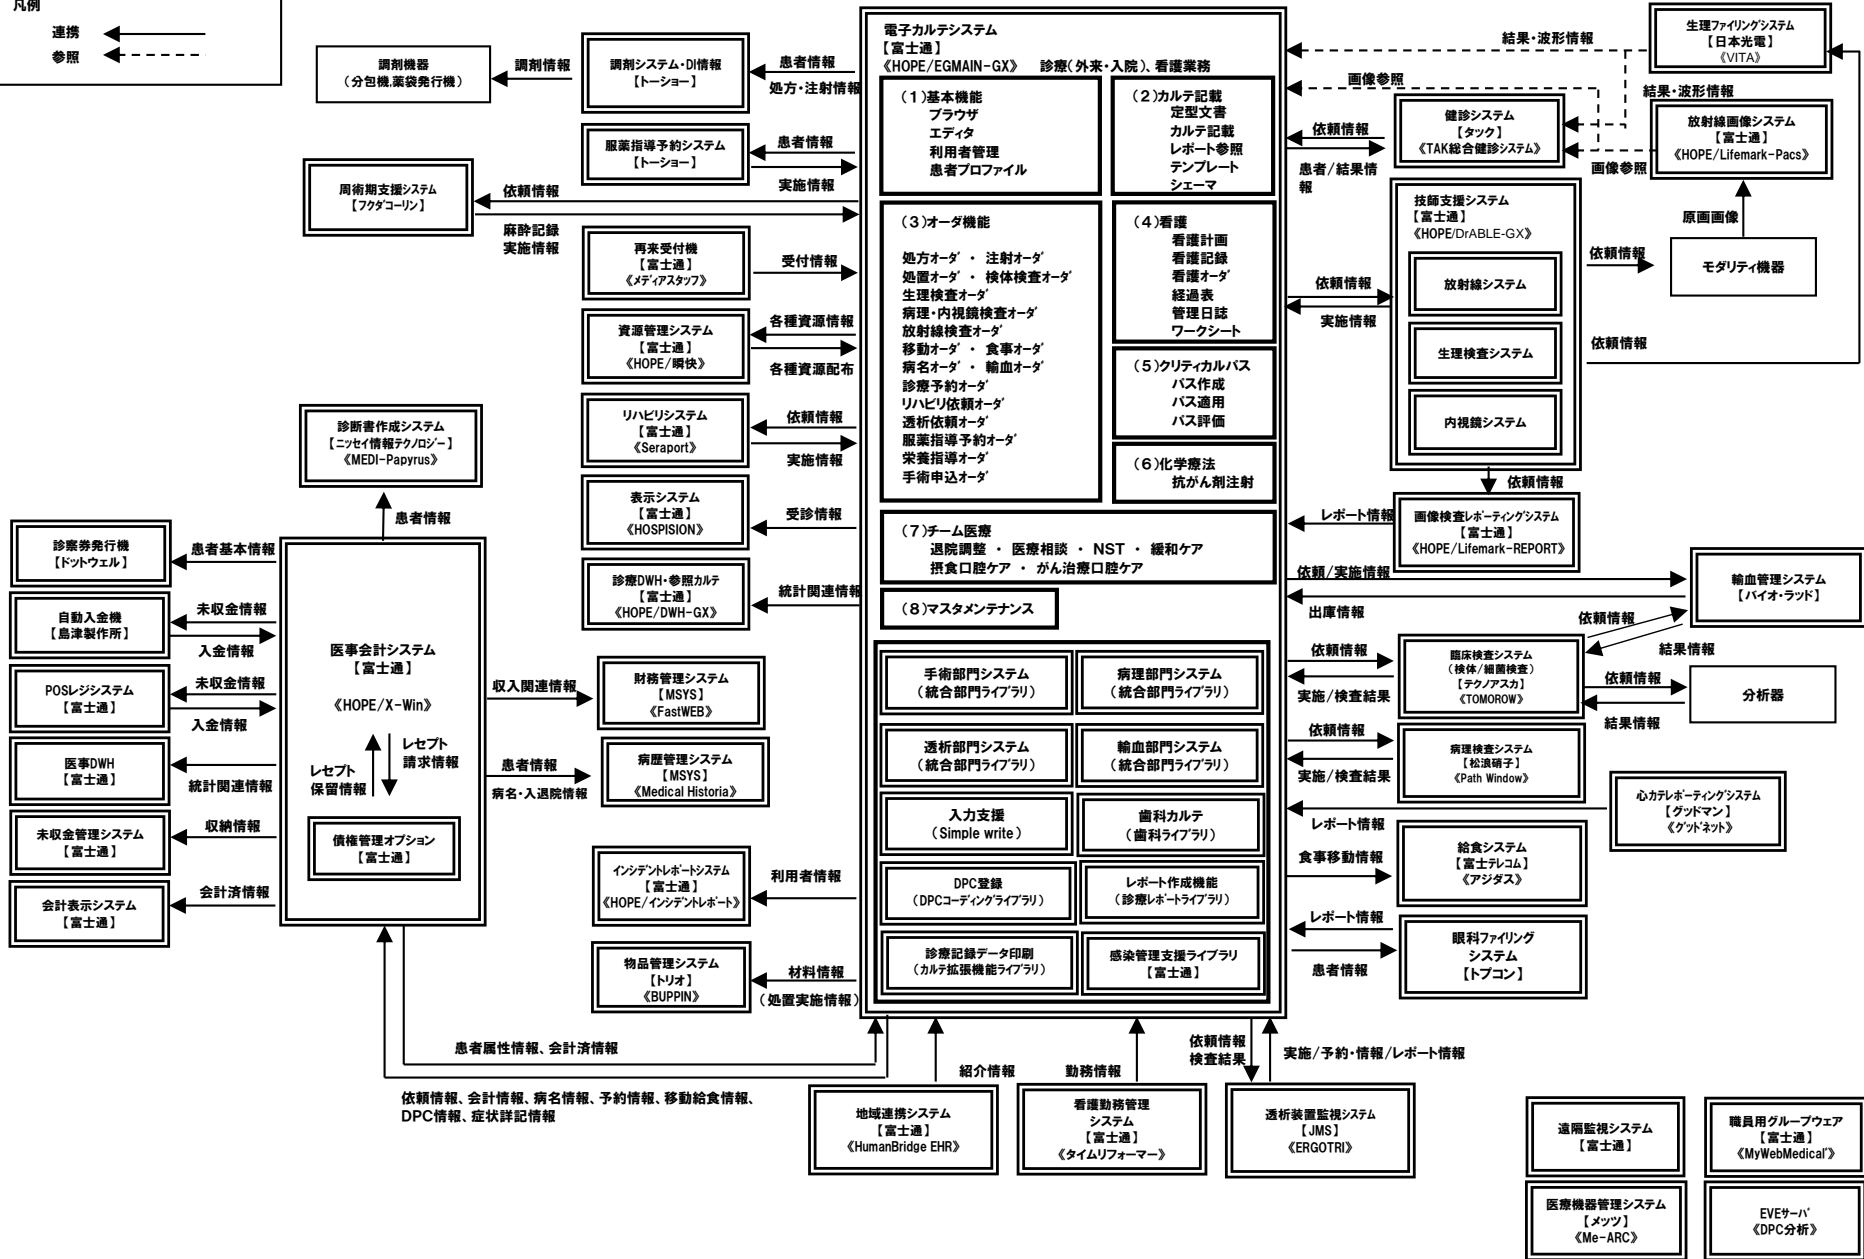 凡例
連携
参照
調剤機器
（分包機,薬袋発行機）
調剤情報
調剤システム・DI情報
【トーショー】
患者情報
処方・注射情報
服薬指導予約システム
【トーショー】
患者情報
実施情報
周術期支援システム
【フクダコーリン】
依頼情報
麻酔記録
実施情報
再来受付機
【富士通】
《メディアスタッフ》
受付情報
資源管理システム
【富士通】
《HOPE/瞬快》
各種資源情報
各種資源配布
リハビリシステム
【富士通】
《Seraport》
依頼情報
実施情報
表示システム
【富士通】
《HOSPISION》
受診情報
診療DWH・参照カルテ
【富士通】
《HOPE/DWH-GX》
統計関連情報
診断書作成システム
【ニッセイ情報テクノロジー】
《MEDI-Papyrus》
患者情報
診察券発行機
【ドットウェル】
患者基本情報
自動入金機
【島津製作所】
未収金情報
入金情報
POSレジシステム
【富士通】
未収金情報
入金情報
医事DWH
【富士通】
統計関連情報
未収金管理システム
【富士通】
収納情報
会計表示システム
【富士通】
会計済情報
医事会計システム
【富士通】
《HOPE/X-Win》
レセプト
請求情報
レセプト
保留情報
債権管理オプション
【富士通】
収入関連情報
財務管理システム
【MSYS】
《FastWEB》
患者情報
病名・入退院情報
病歴管理システム
【MSYS】
《Medical Historia》
インシデントレポートシステム
【富士通】
《HOPE/インシデントレポート》
利用者情報
物品管理システム
【トリオ】
《BUPPIN》
材料情報
（処置実施情報）
患者属性情報、会計済情報
依頼情報、会計情報、病名情報、予約情報、移動給食情報、
DPC情報、症状詳記情報
電子カルテシステム
【富士通】
《HOPE/EGMAIN-GX》　診療（外来・入院）、看護業務
（1）基本機能
ブラウザ
エディタ
利用者管理
患者プロファイル
（2）カルテ記載
定型文書
カルテ記載
レポート参照
テンプレート
シェーマ
（3）オーダ機能
処方オーダ ・ 注射オーダ
処置オーダ ・ 検体検査オーダ
生理検査オーダ
病理・内視鏡検査オーダ
放射線検査オーダ
移動オーダ ・ 食事オーダ
病名オーダ ・ 輸血オーダ
診療予約オーダ
リハビリ依頼オーダ
透析依頼オーダ
服薬指導予約オーダ
栄養指導オーダ
手術申込オーダ
（4）看護
看護計画
看護記録
看護オーダ
経過表
管理日誌
ワークシート
（5）クリティカルパス
パス作成
パス適用
パス評価
（6）化学療法
抗がん剤注射
（7）チーム医療
退院調整 ・ 医療相談 ・ NST ・ 緩和ケア
摂食口腔ケア ・ がん治療口腔ケア
（8）マスタメンテナンス
手術部門システム
（統合部門ライブラリ）
病理部門システム
（統合部門ライブラリ）
透析部門システム
（統合部門ライブラリ）
輸血部門システム
（統合部門ライブラリ）
入力支援
（Simple write）
歯科カルテ
（歯科ライブラリ）
DPC登録
（DPCコーディングライブラリ）
レポート作成機能
（診療レポートライブラリ）
診療記録データ印刷
（カルテ拡張機能ライブラリ）
感染管理支援ライブラリ
【富士通】
紹介情報
地域連携システム
【富士通】
《HumanBridge EHR》
勤務情報
看護勤務管理
システム
【富士通】
《タイムリフォーマー》
依頼情報
検査結果
実施/予約・情報/レポート情報
透析装置監視システム
【JMS】
《ERGOTRI》
結果・波形情報
生理ファイリングシステム
【日本光電】
《VITA》
画像参照
結果・波形情報
依頼情報
患者/結果情
報
健診システム
【タック】
《TAK総合健診システム》
画像参照
放射線画像システム
【富士通】
《HOPE/Lifemark-Pacs》
原画画像
モダリティ機器
技師支援システム
【富士通】
《HOPE/DrABLE-GX》
放射線システム
生理検査システム
内視鏡システム
依頼情報
依頼情報
依頼情報
実施情報
依頼情報
レポート情報
画像検査レポーティングシステム
【富士通】
《HOPE/Lifemark-REPORT》
依頼/実施情報
出庫情報
輸血管理システム
【バイオ・ラッド】
依頼情報
結果情報
依頼情報
実施/検査結果
臨床検査システム
（検体/細菌検査）
【テクノアスカ】
《TOMOROW》
依頼情報
結果情報
分析器
依頼情報
実施/検査結果
病理検査システム
【松浪硝子】
《Path Window》
レポート情報
心カテレポーティングシステム
【グッドマン】
《グッドネット》
食事移動情報
給食システム
【富士テレコム】
《アジダス》
レポート情報
患者情報
眼科ファイリング
システム
【トプコン】
遠隔監視システム
【富士通】
職員用グループウェア
【富士通】
《MyWebMedical》
医療機器管理システム
【メッツ】
《Me-ARC》
EVEサーバ
《DPC分析》